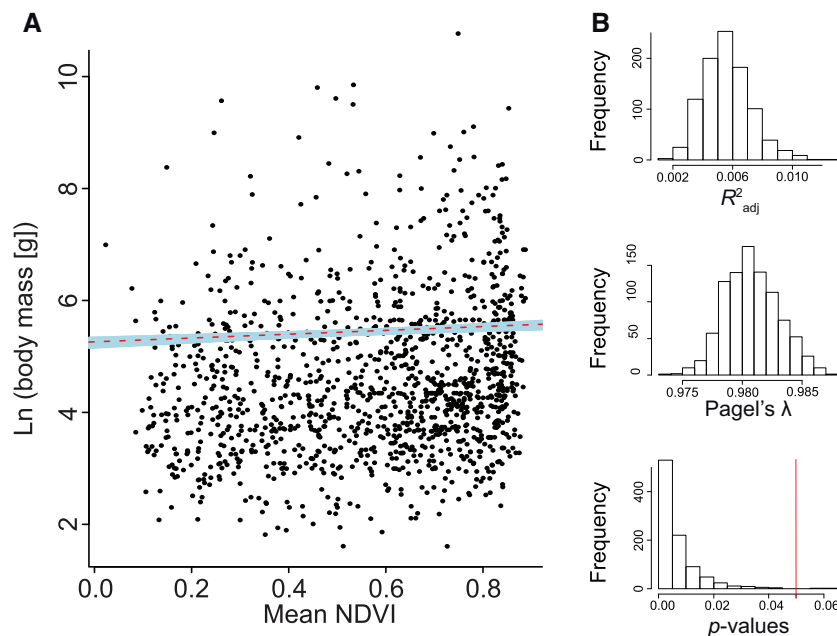 A
Ln (body mass [g])
10
8
6
4
2
0.0 0.2 0.4 0.6 0.8
Mean NDVI
B
Frequency
200
100
0
0.002 0.006 0.010
R²adj
Frequency
150
100
50
0
0.975 0.980 0.985
Pagel's λ
Frequency
400
200
0
0.00 0.02 0.04 0.06
p-values